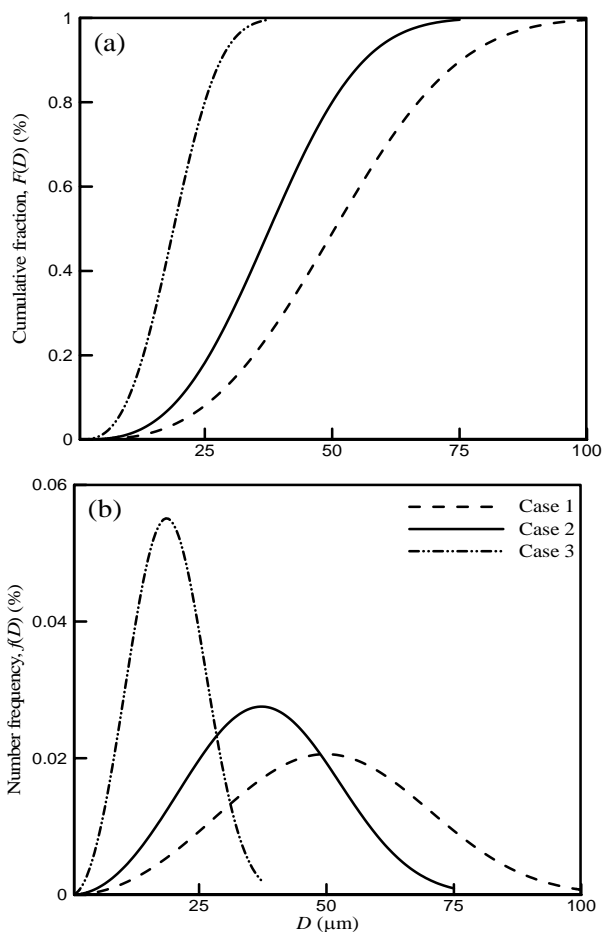 (a)
1
0.8
0.6
0.4
0.2
0
Cumulative fraction, F(D) (%)
25
50
75
100
(b)
Case 1
Case 2
Case 3
0.06
0.04
0.02
0
Number frequency, f(D) (%)
25
50
75
100
D (μm)